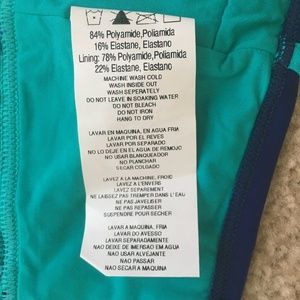 84% Polyamide,Poliamida
16% Elastane, Elastano
Lining: 78% Polyamide,Poliamida
22% Elastane, Elastano
MACHINE WASH COLD
WASH INSIDE OUT
WASH SEPERATELY
DO NOT LEAVE IN SOAKING WATER
DO NOT BLEACH
DO NOT IRON
HANG TO DRY
LAVAR EN MAQUINA, EN AGUA FRIA
LAVAR POR EL REVES
LAVAR POR SEPARADO
NO LO DEJE EN EL AGUA DE REMOJO
NO USAR BLANQUEADOR
NO PLANCHAR
COLGAR PARA SECAR
LAVEZ A LA MACHINE, FROID
LAVEZ A L'ENVERS
LAVEZ SEPAREMENT
NE LAISSEZ PAS TREMPER DANS L'EAU
NE PAS JAVELISER
NE PAS REPASSER
SUSPENDRE POUR SECHER
LAVAR A MAQUINA, FRIA
LAVAR DO AVESSO
LAVAR SEPARADAMENTE
NAO DEIXE DE IMERSAO EM AGUA
NAO USAR ALVEJANTE
NAO PASSAR
NAO SECAR A MAQUINA